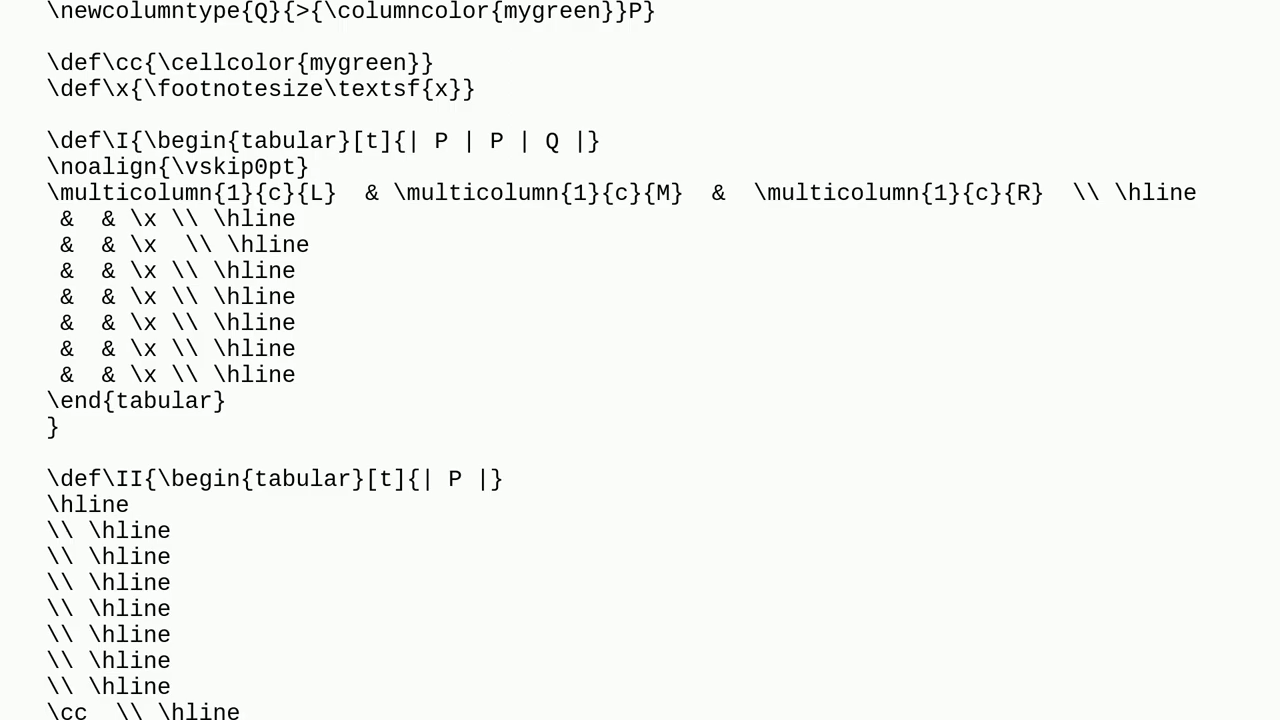 \newcolumntype{Q}{>{\columncolor{mygreen}}P}

\def\cc{\cellcolor{mygreen}}
\def\x{\footnotesize\textsf{x}}

\def\I{\begin{tabular}[t]{| P | P | Q |}
\noalign{\vskip0pt}
\multicolumn{1}{c}{L}  & \multicolumn{1}{c}{M}  &  \multicolumn{1}{c}{R}  \\ \hline
 &  & \x \\ \hline
 &  & \x  \\ \hline
 &  & \x \\ \hline
 &  & \x \\ \hline
 &  & \x \\ \hline
 &  & \x \\ \hline
 &  & \x \\ \hline
\end{tabular}
}

\def\II{\begin{tabular}[t]{| P |}
\hline
\\ \hline
\\ \hline
\\ \hline
\\ \hline
\\ \hline
\\ \hline
\\ \hline
\cc  \\ \hline